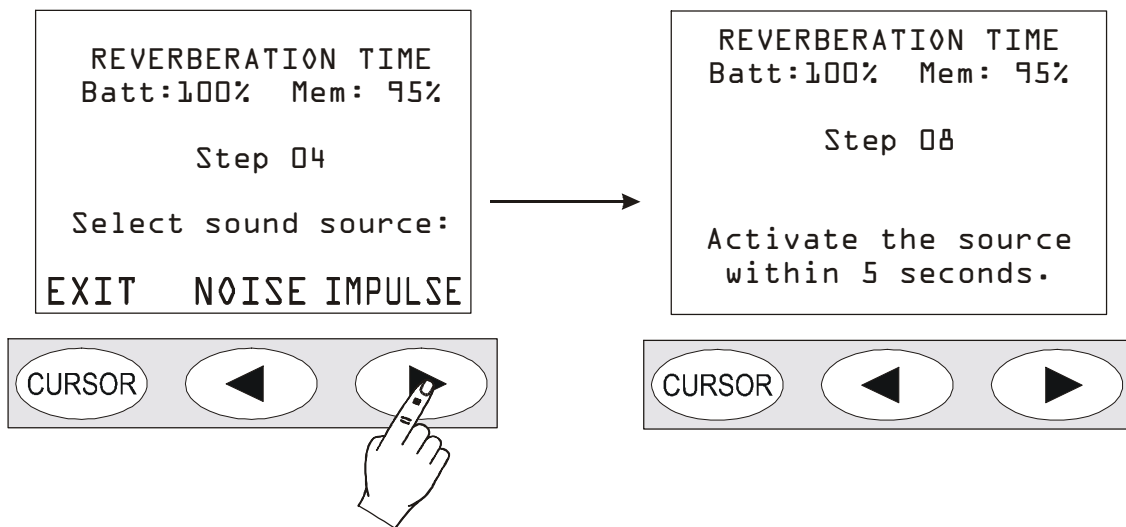 REVERBERATION TIME
Batt:100% Mem: 95%
Step 04
Select sound source:
EXIT NOISE IMPULSE
CURSOR
REVERBERATION TIME
Batt:100% Mem: 95%
Step 08
Activate the source
within 5 seconds.
CURSOR